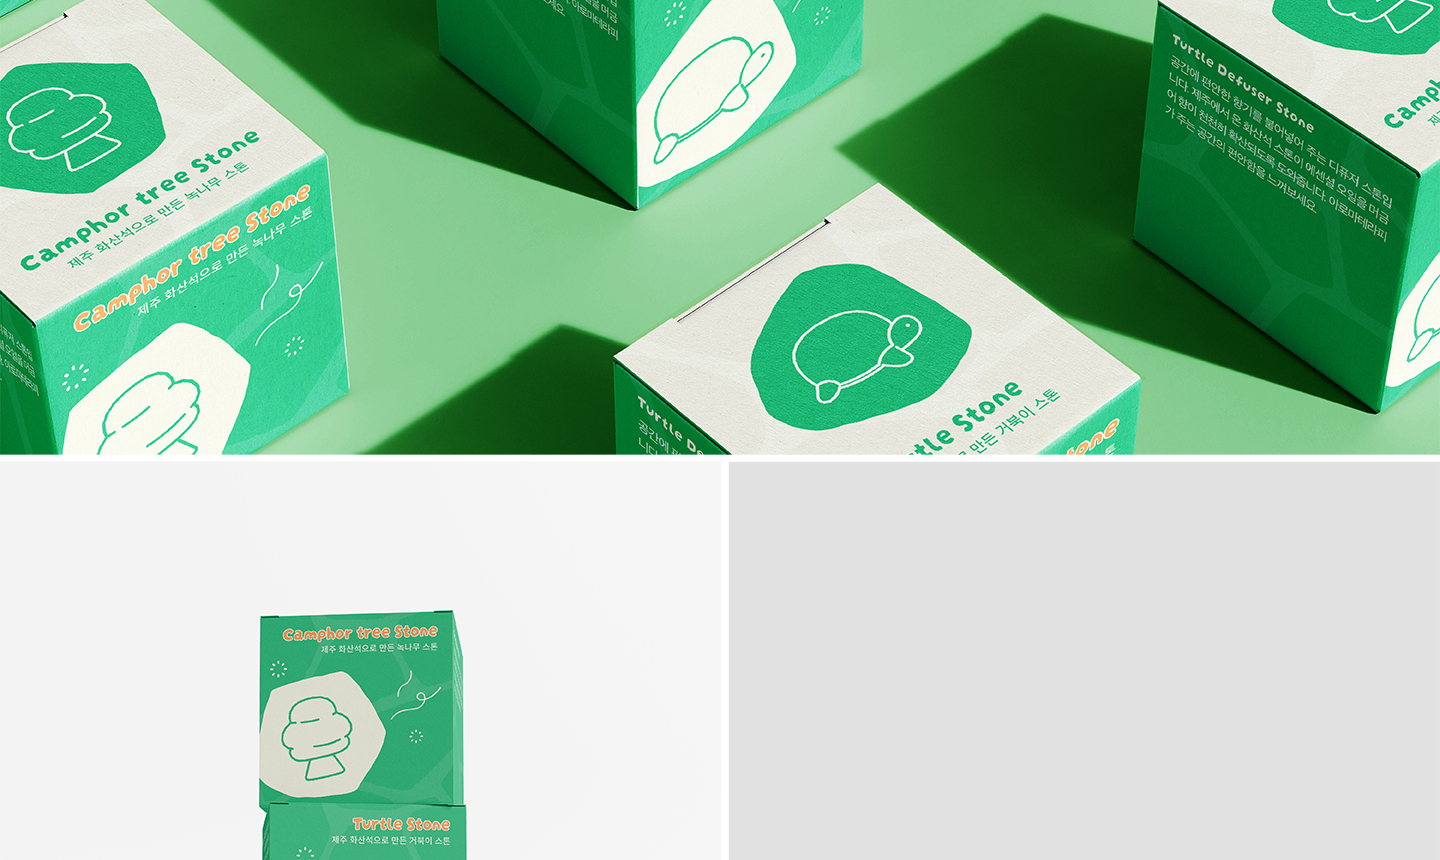 Camphor tree Stone
제주 화산석으로 만든 녹나무 스톤
Camphor tree Stone
제주 화산석으로 만든 녹나무 스톤
Turtle Defuser Stone
공간에 편안한 향기를 불어넣어 주는 디퓨저 스톤입
니다. 제주에서 온 화산석 스톤이 에센셜 오일을 머금
어 향이 천천히 확산되도록 도와줍니다. 아로마테라피
가 주는 공간의 편안함을 느껴보세요.
Stone
만든 거북이 스톤
공간에
니다.
Camphor tree Stone
제주 화산석으로 만든 녹나무 스톤
Turtle Stone
제주 화산석으로 만든 거북이 스톤